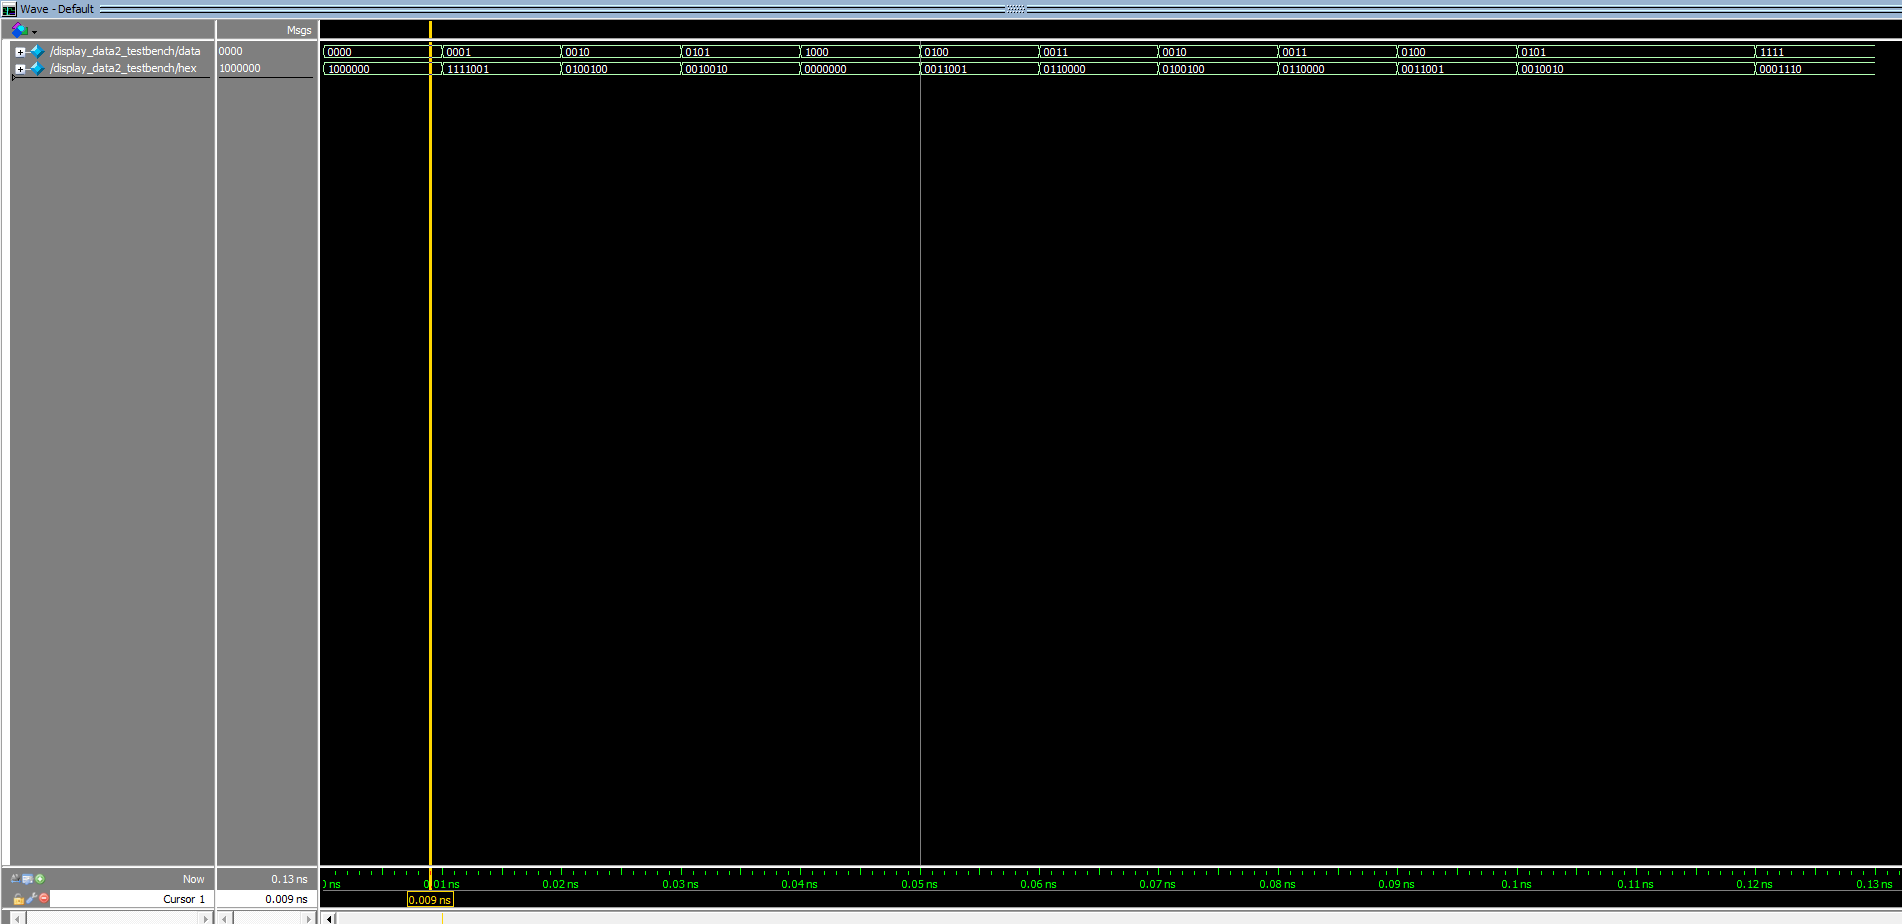 Wave - Default
Msgs
/display_data2_testbench/data 0000 0000 0001 0010 0101 1000 0100 0011 0010 0011 0100 0101 1111
/display_data2_testbench/hex 1000000 1000000 1111001 0100100 0010010 0000000 0011001 0110000 0100100 0110000 0011001 0010010 0001110
Now 0.13 ns ns 0.01 ns 0.02 ns 0.03 ns 0.04 ns 0.05 ns 0.06 ns 0.07 ns 0.08 ns 0.09 ns 0.1 ns 0.11 ns 0.12 ns 0.13 ns
Cursor 1 0.009 ns 0.009 ns